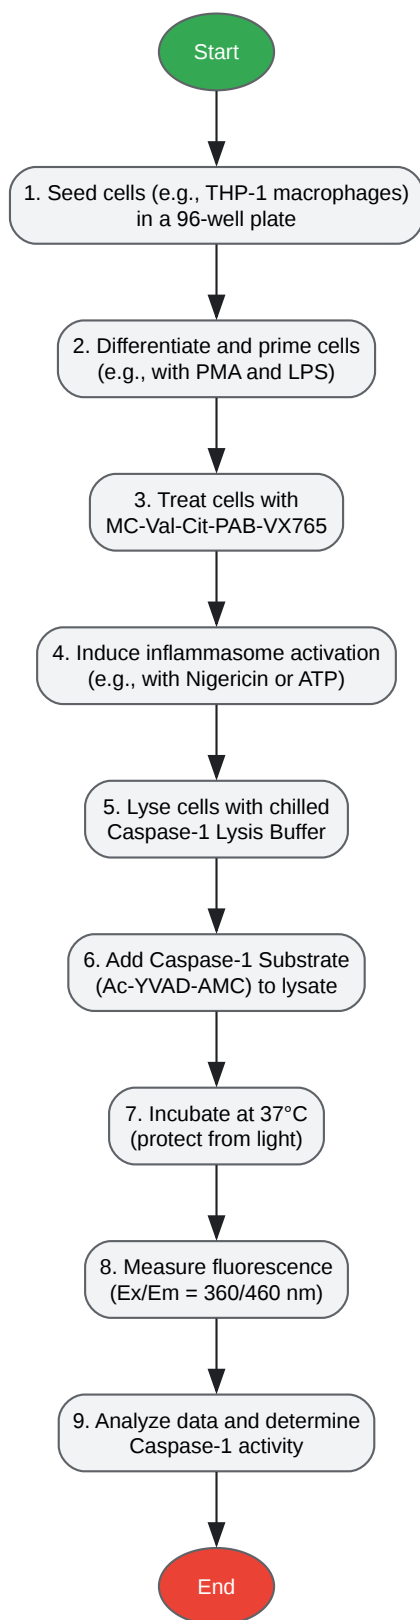 Start
1. Seed cells (e.g., THP-1 macrophages)
in a 96-well plate
2. Differentiate and prime cells
(e.g., with PMA and LPS)
3. Treat cells with
MC-Val-Cit-PAB-VX765
4. Induce inflammasome activation
(e.g., with Nigericin or ATP)
5. Lyse cells with chilled
Caspase-1 Lysis Buffer
6. Add Caspase-1 Substrate
(Ac-YVAD-AMC) to lysate
7. Incubate at 37°C
(protect from light)
8. Measure fluorescence
(Ex/Em = 360/460 nm)
9. Analyze data and determine
Caspase-1 activity
End